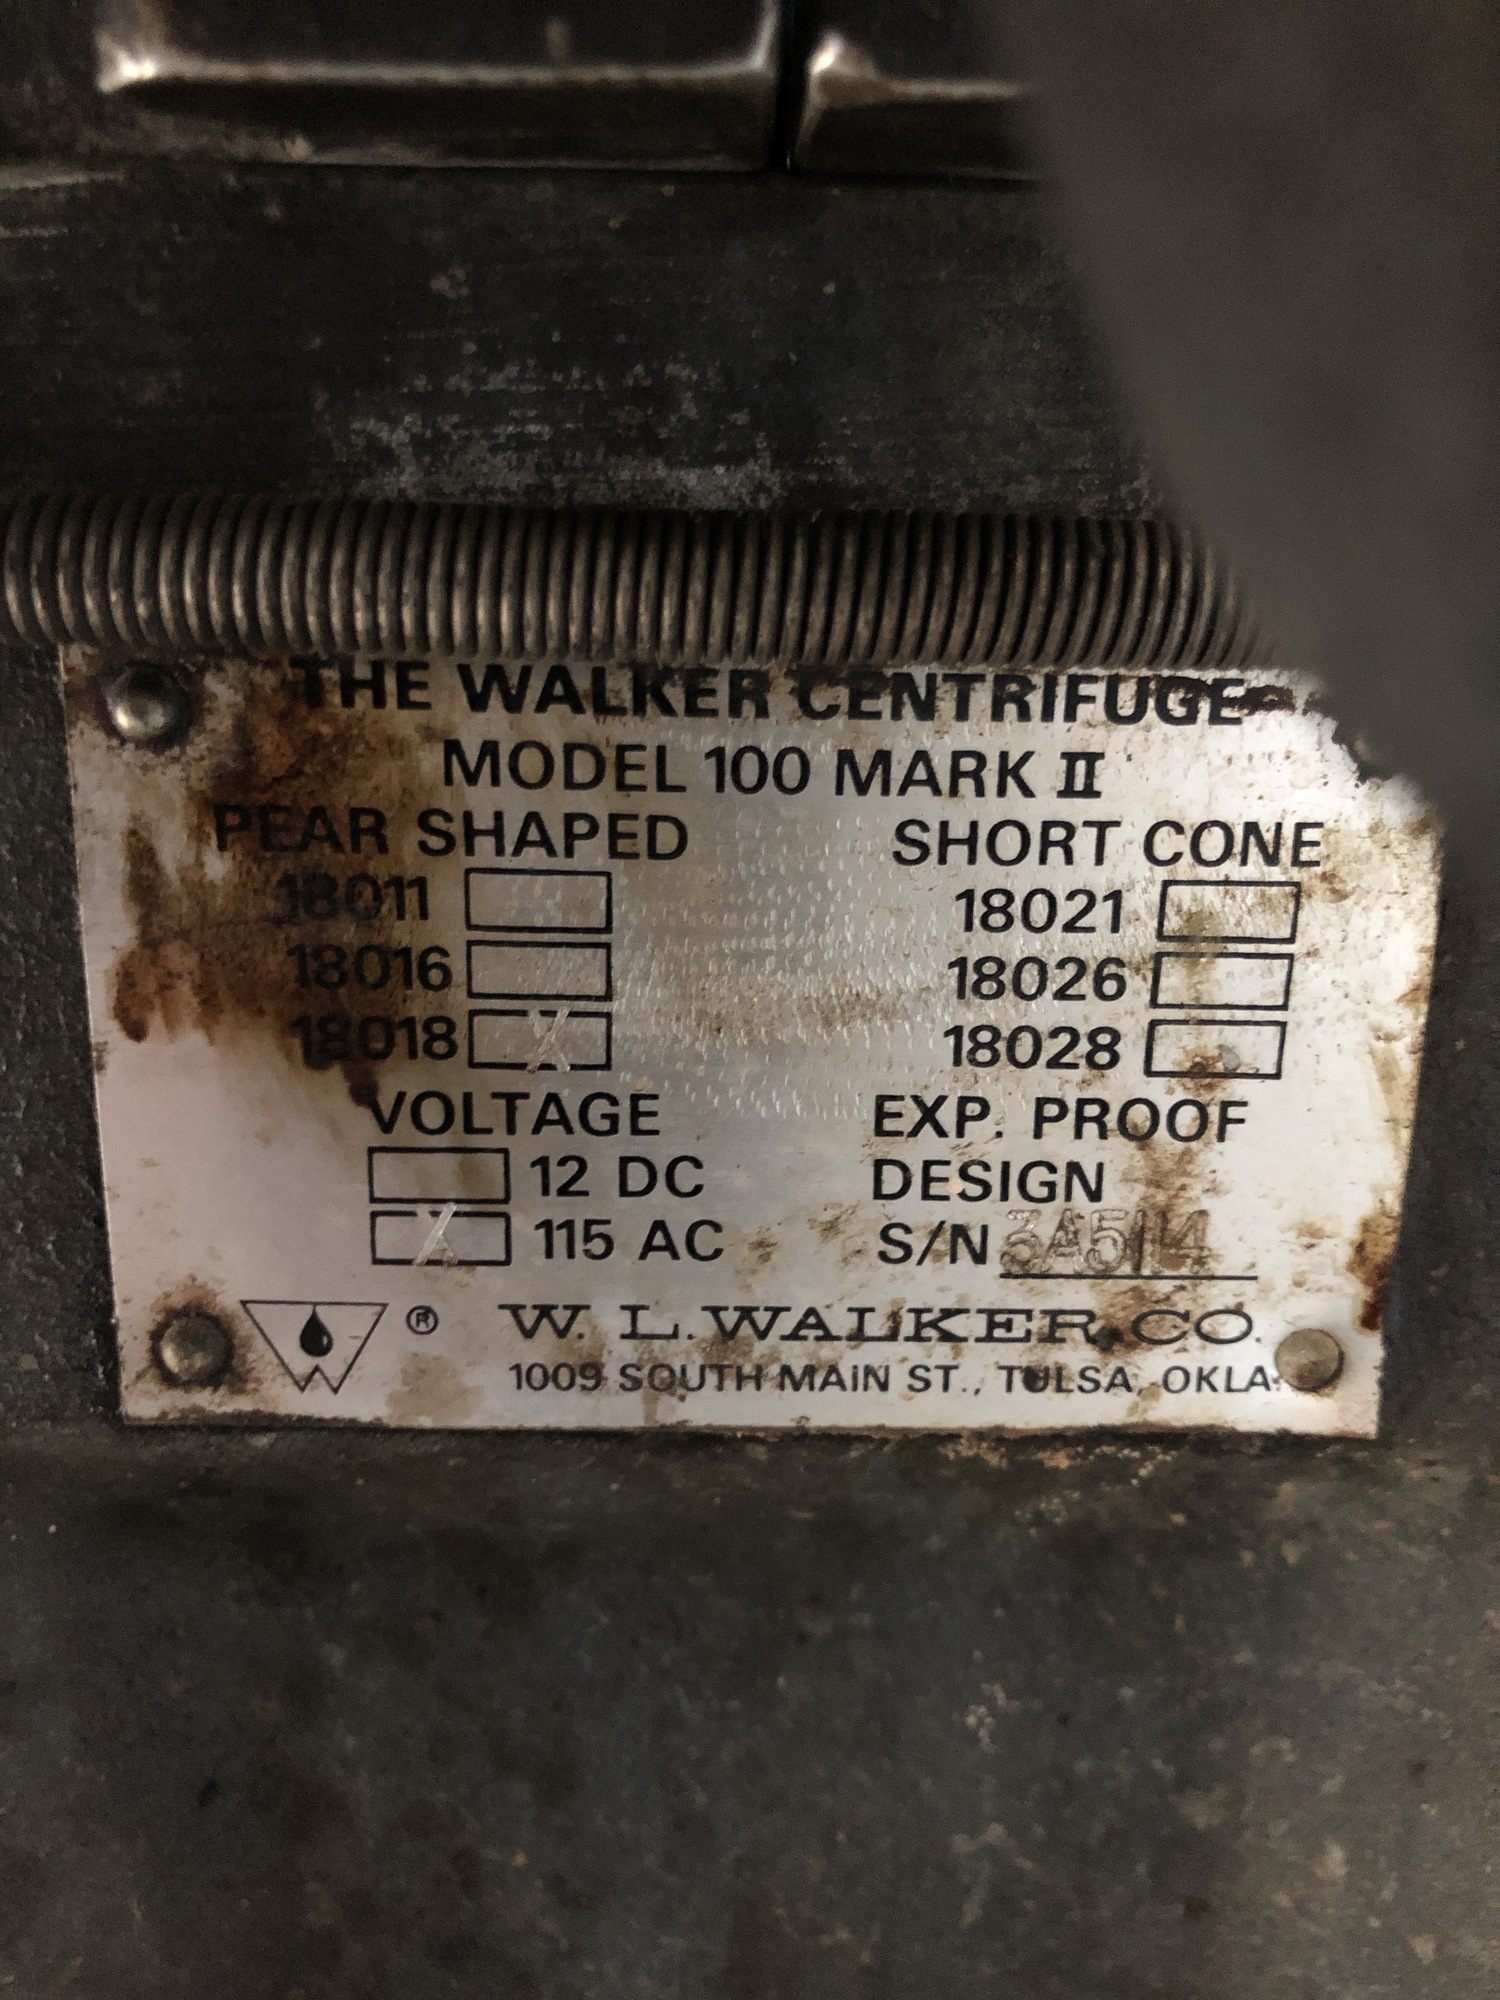 THE WALKER CENTRIFUGE
MODEL 100 MARK II
PEAR SHAPED SHORT CONE
18011 18021
18016 18026
18018 X 18028
VOLTAGE EXP. PROOF
12 DC DESIGN
X 115 AC S/N 3A5114
W ® W. L. WALKER CO.
1009 SOUTH MAIN ST., TULSA, OKLA.